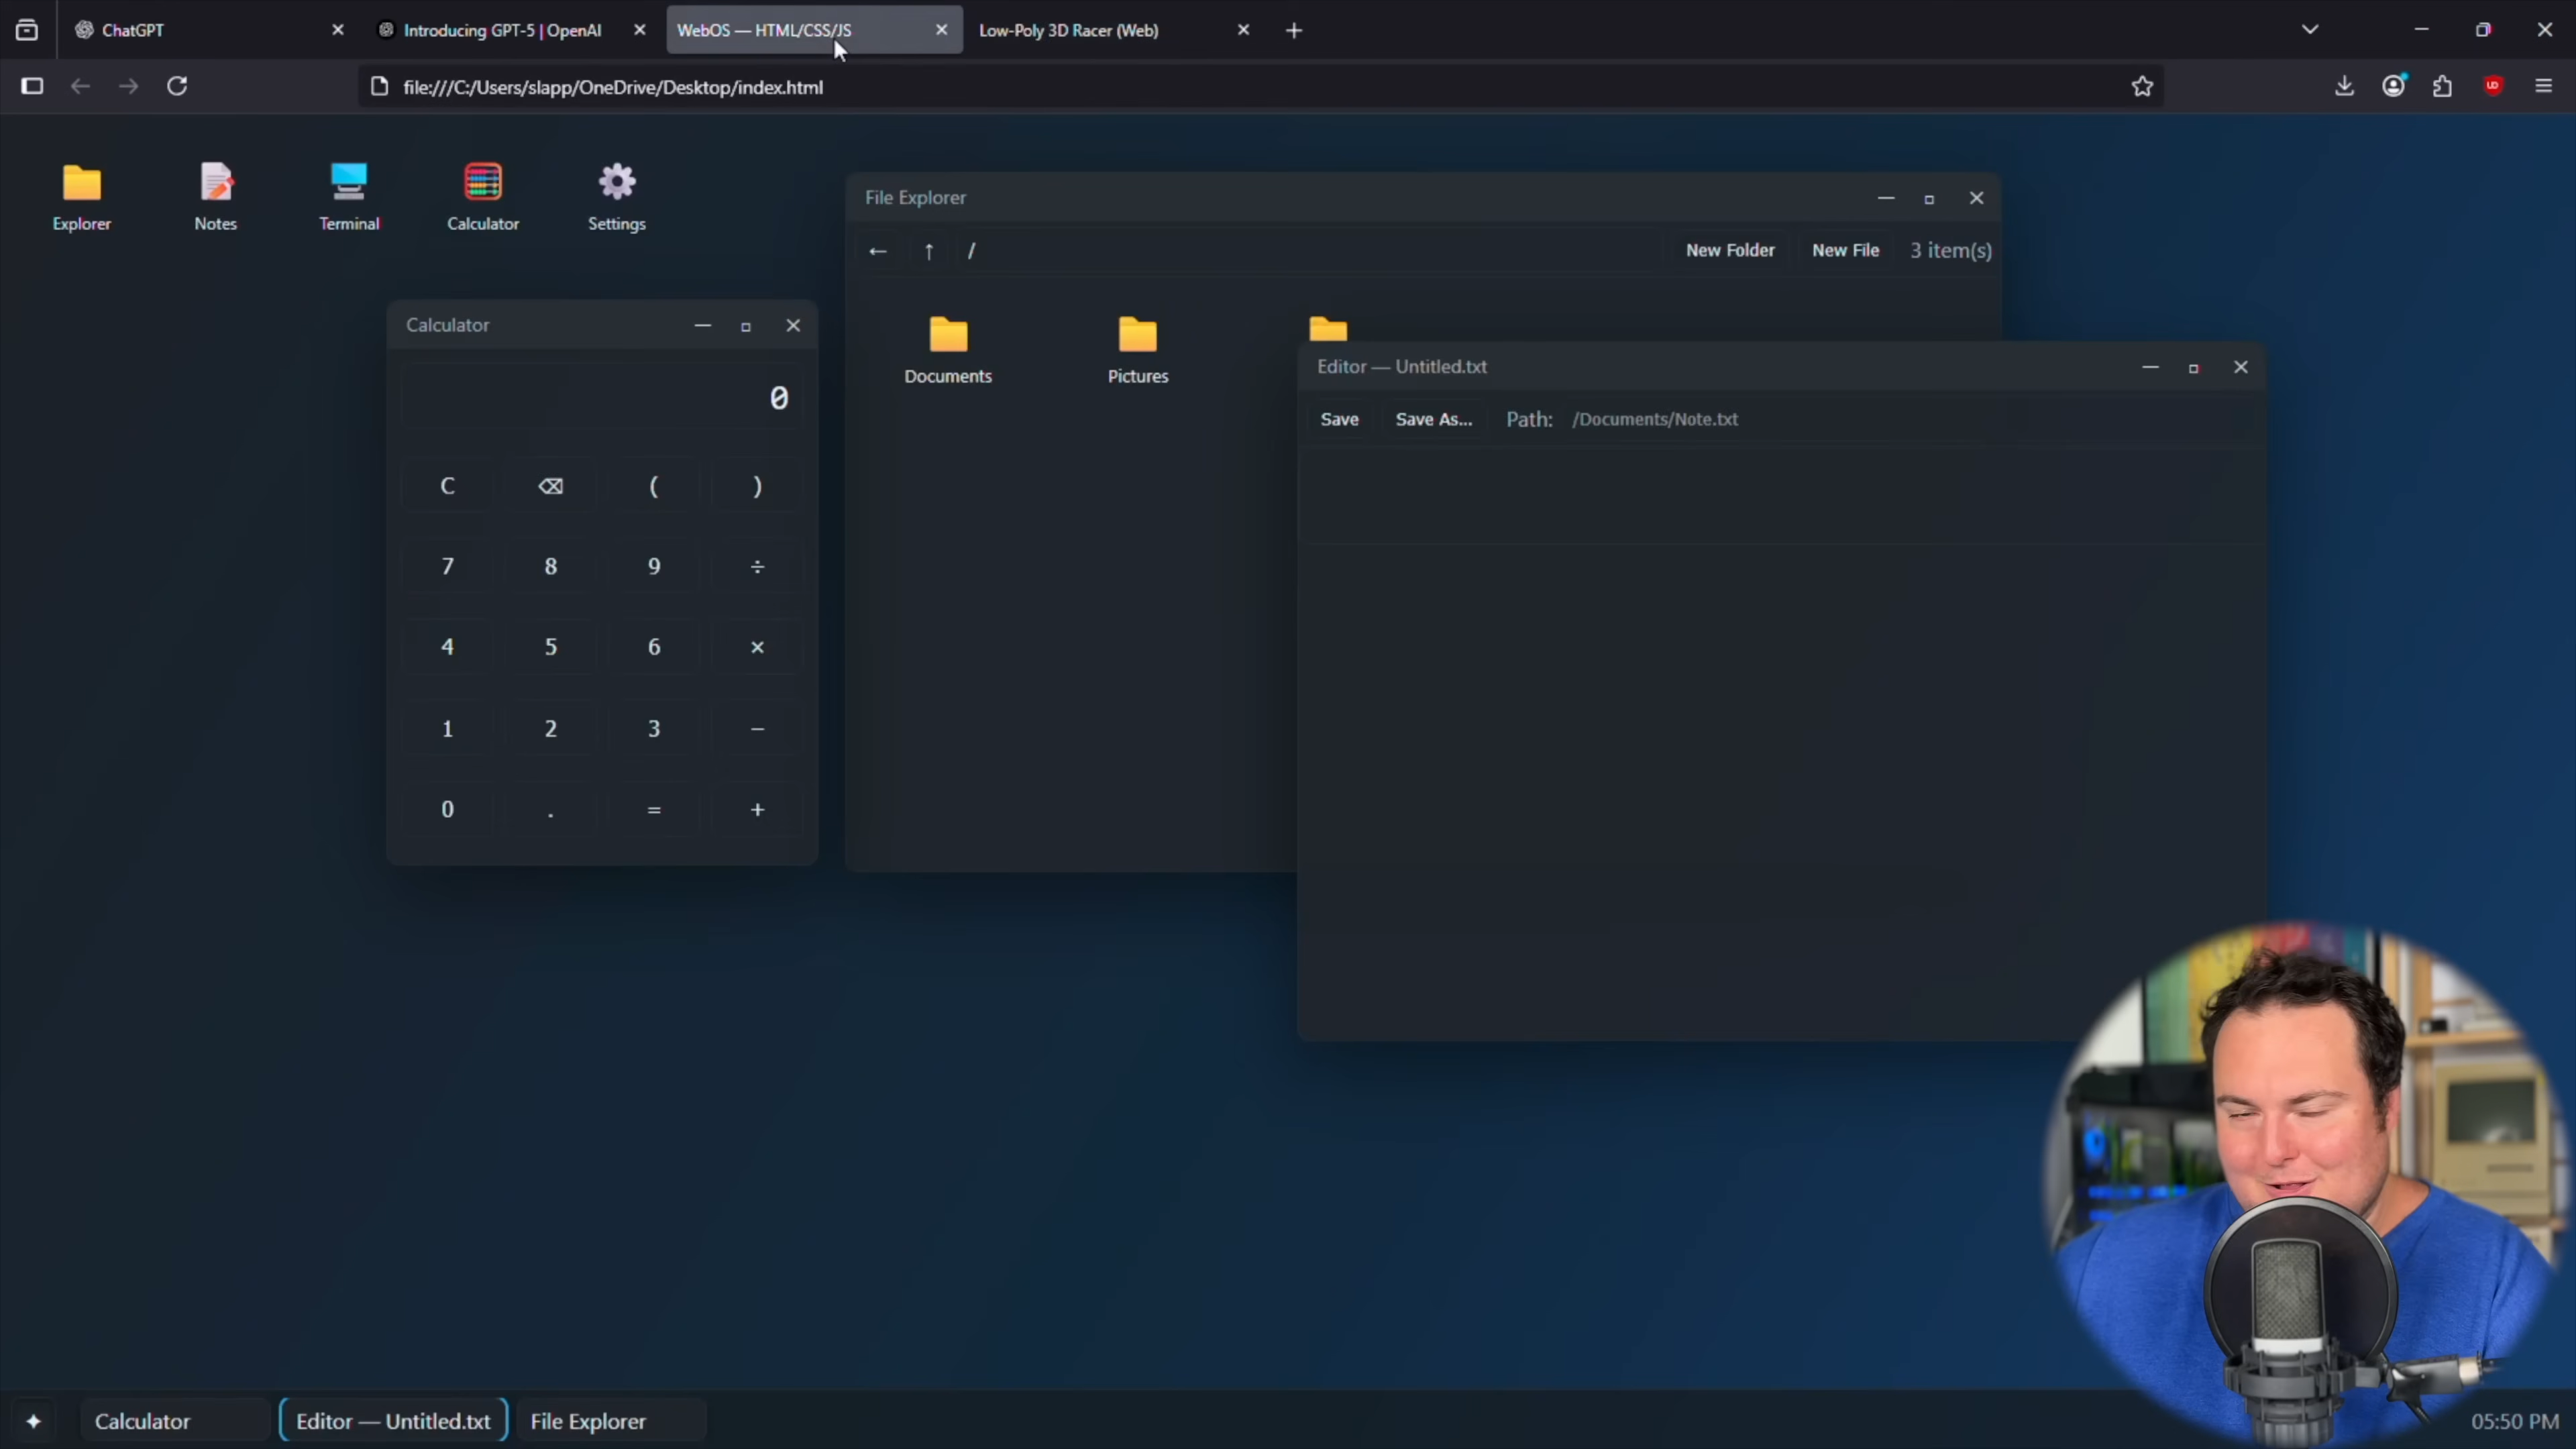 ChatGPT
Introducing GPT-5 | OpenAI
WebOS — HTML/CSS/JS
Low-Poly 3D Racer (Web)
file:///C:/Users/slapp/OneDrive/Desktop/index.html
Explorer
Notes
Terminal
Calculator
Settings
File Explorer
/
New Folder
New File
3 item(s)
Documents
Pictures
Calculator
0
C
(
)
7 8 9 ÷
4 5 6 ×
1 2 3 −
0 . = +
Editor — Untitled.txt
Save
Save As...
Path:
/Documents/Note.txt
Calculator
Editor — Untitled.txt
File Explorer
05:50 PM